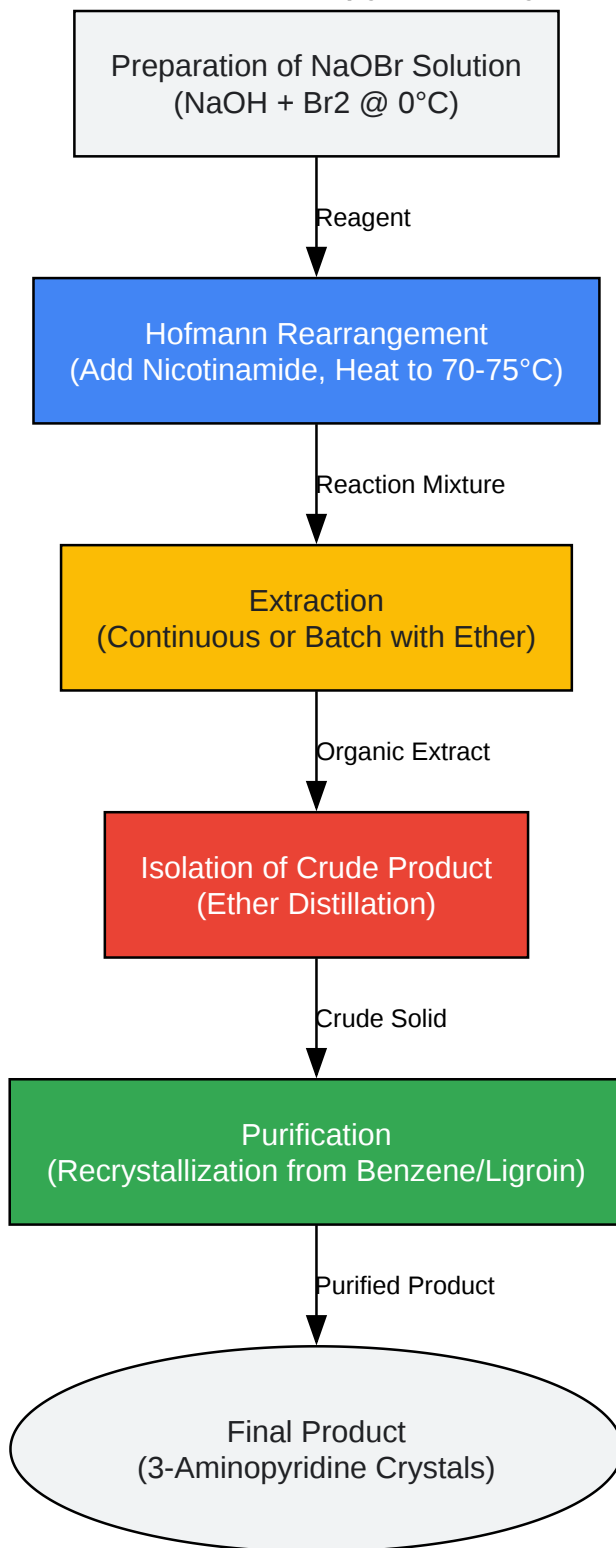 Preparation of NaOBr Solution
(NaOH + Br2 @ 0°C)
Reagent
Hofmann Rearrangement
(Add Nicotinamide, Heat to 70-75°C)
Reaction Mixture
Extraction
(Continuous or Batch with Ether)
Organic Extract
Isolation of Crude Product
(Ether Distillation)
Crude Solid
Purification
(Recrystallization from Benzene/Ligroin)
Purified Product
Final Product
(3-Aminopyridine Crystals)